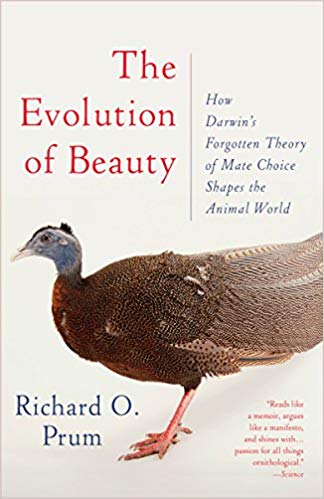 The
Evolution
of Beauty
How
Darwin's
Forgotten Theory
of Mate Choice
Shapes the
Animal World
Richard O.
Prum
"Reads like
a memoir, argues
like a manifesto,
and shines with...
passion for all things
ornithological."
—Science